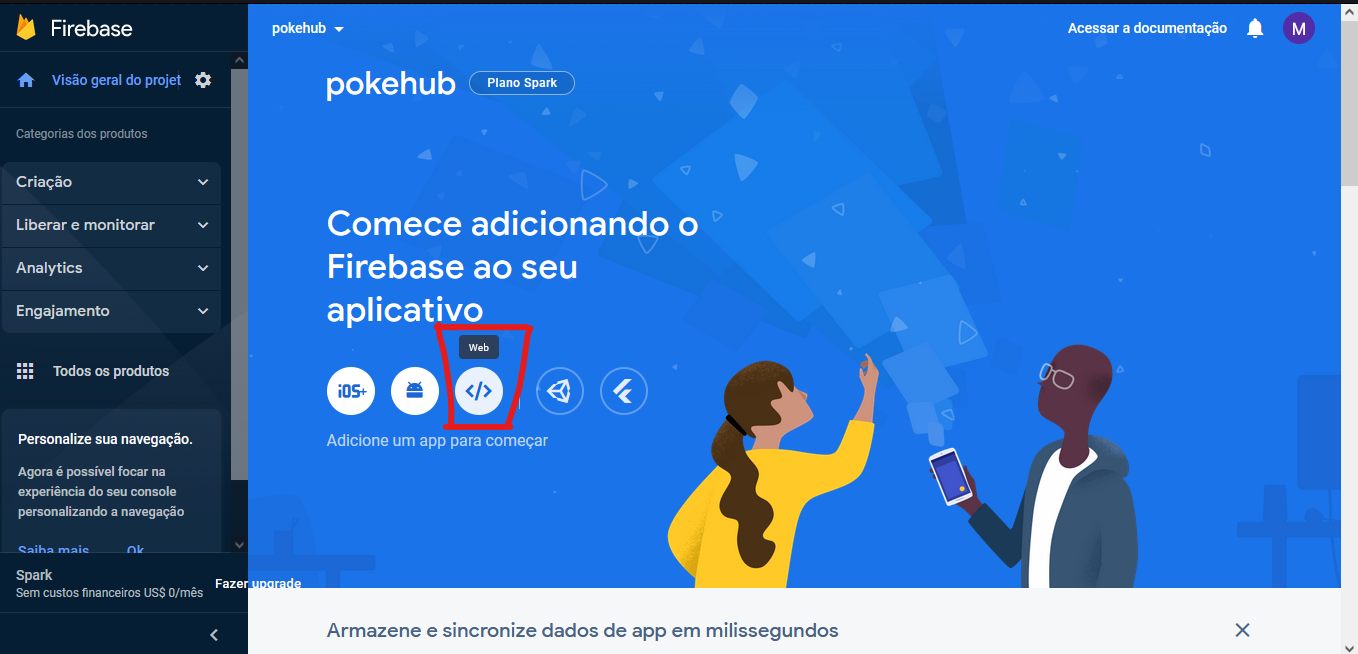 Firebase
Visão geral do projet
Categorias dos produtos
Criação
Liberar e monitorar
Analytics
Engajamento
Todos os produtos
Personalize sua navegação.
Agora é possível focar na
experiência do seu console
personalizando a navegação
Saiba mais Ok
Spark
Sem custos financeiros US$ 0/mês
Fazer upgrade
pokehub
Acessar a documentação
M
pokehub
Plano Spark
Comece adicionando o
Firebase ao seu
aplicativo
Web
iOS+
Adicione um app para começar
Armazene e sincronize dados de app em milissegundos